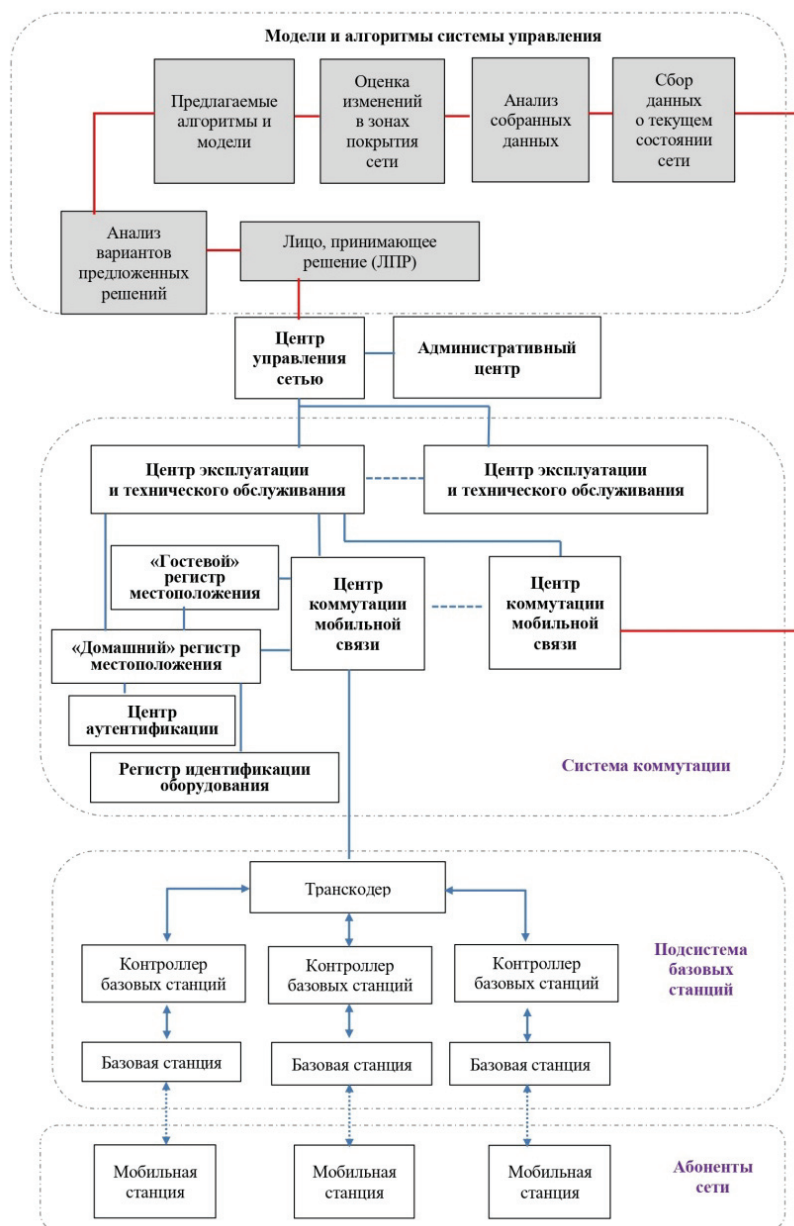 Модели и алгоритмы системы управления
Предлагаемые
алгоритмы и
модели
Оценка
изменений
в зонах
покрытия
сети
Анализ
собранных
данных
Сбор
данных
о текущем
состоянии
сети
Анализ
вариантов
предложенных
решений
Лицо, принимающее
решение (ЛПР)
Центр
управления
сетью
Административный
центр
Центр эксплуатации
и технического обслуживания
Центр эксплуатации
и технического обслуживания
«Гостевой»
регистр
местоположения
Центр
коммутации
мобильной
связи
Центр
коммутации
мобильной
связи
«Домашний» регистр
местоположения
Центр
аутентификации
Регистр идентификации
оборудования
Система коммутации
Транскодер
Контроллер
базовых станций
Контроллер
базовых станций
Контроллер
базовых станций
Подсистема
базовых
станций
Базовая станция
Базовая станция
Базовая станция
Мобильная
станция
Мобильная
станция
Мобильная
станция
Абоненты
сети